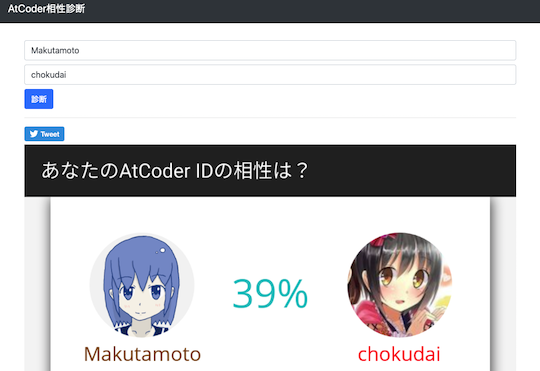 AtCoder相性診断
Makutamoto
chokudai
診断
Tweet
あなたのAtCoder IDの相性は？
39%
Makutamoto
chokudai